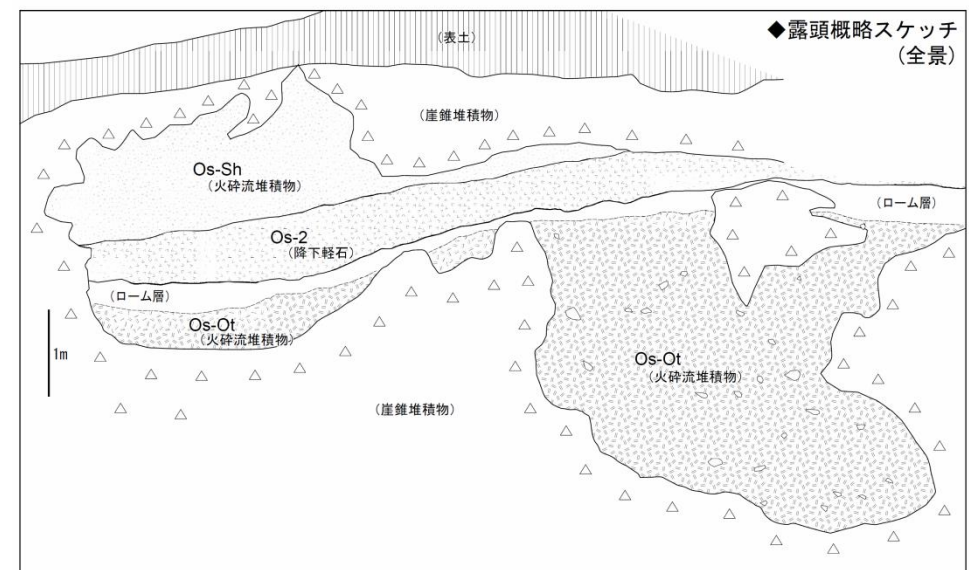 ◆露頭概略スケッチ
(全景)
(表土)
(崖錐堆積物)
Os-Sh
(火砕流堆積物)
(ローム層)
Os-2
(降下軽石)
(ローム層)
Os-Ot
(火砕流堆積物)
1m
Os-Ot
(火砕流堆積物)
(崖錐堆積物)